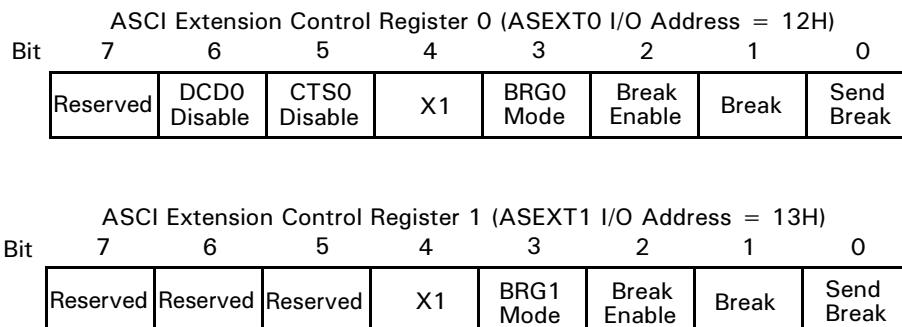 ASCI Extension Control Register 0 (ASEXT0 I/O Address = 12H)
Bit 7 6 5 4 3 2 1 0
Reserved DCD0 Disable CTS0 Disable X1 BRG0 Mode Break Enable Break Send Break
ASCI Extension Control Register 1 (ASEXT1 I/O Address = 13H)
Bit 7 6 5 4 3 2 1 0
Reserved Reserved Reserved X1 BRG1 Mode Break Enable Break Send Break